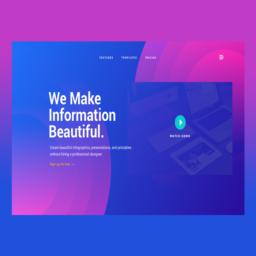 FEATURES TEMPLATES PRICING
We Make
Information
Beautiful.
Create beautiful infographics, presentations, and printables
without hiring a professional designer.
Sign up for free
WATCH DEMO